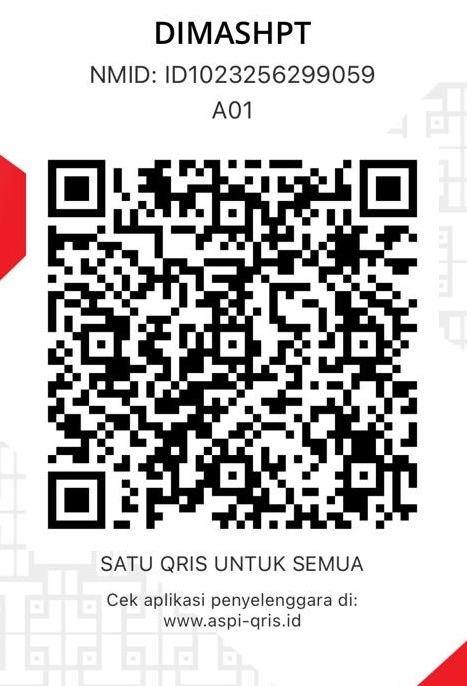 DIMASHPT
NMID: ID1023256299059
A01
SATU QRIS UNTUK SEMUA
Cek aplikasi penyelenggara di:
www.aspi-qris.id